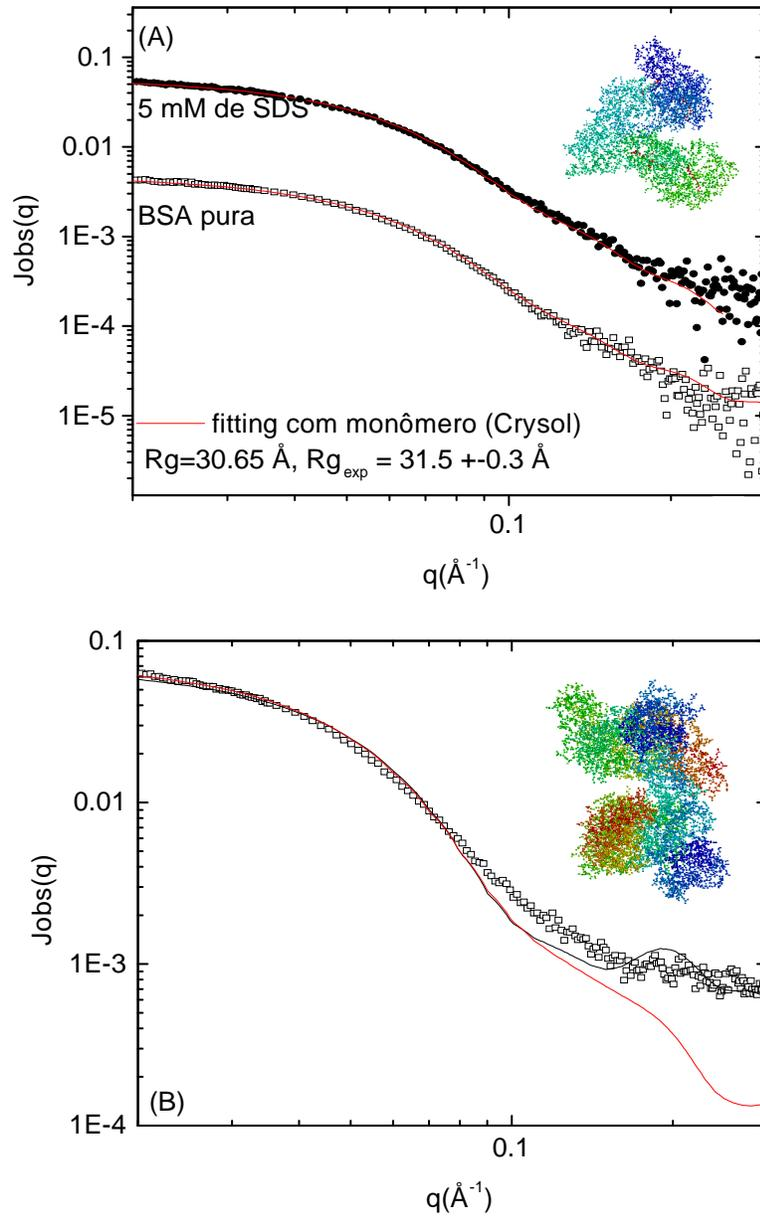 (A)
0.1
5 mM de SDS
0.01
BSA pura
1E-3
Jobs(q)
1E-4
1E-5
fitting com monômero (Crysol)
Rg=30.65 Å, Rgexp = 31.5 +-0.3 Å
0.1
q(Å-1)
0.1
0.01
Jobs(q)
1E-3
(B)
1E-4
0.1
q(Å-1)